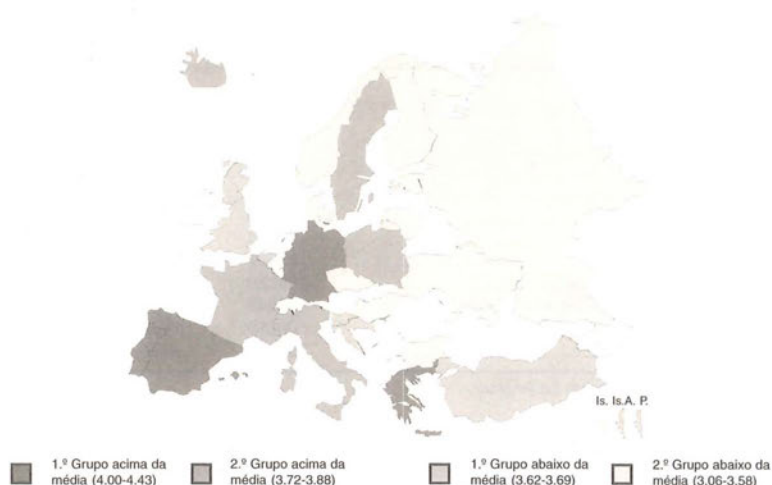 Is. Is.A. P.
1.º Grupo acima da
média (4.00-4.43)
2.º Grupo acima da
média (3.72-3.88)
1.º Grupo abaixo da
média (3.62-3.69)
2.º Grupo abaixo da
média (3.06-3.58)